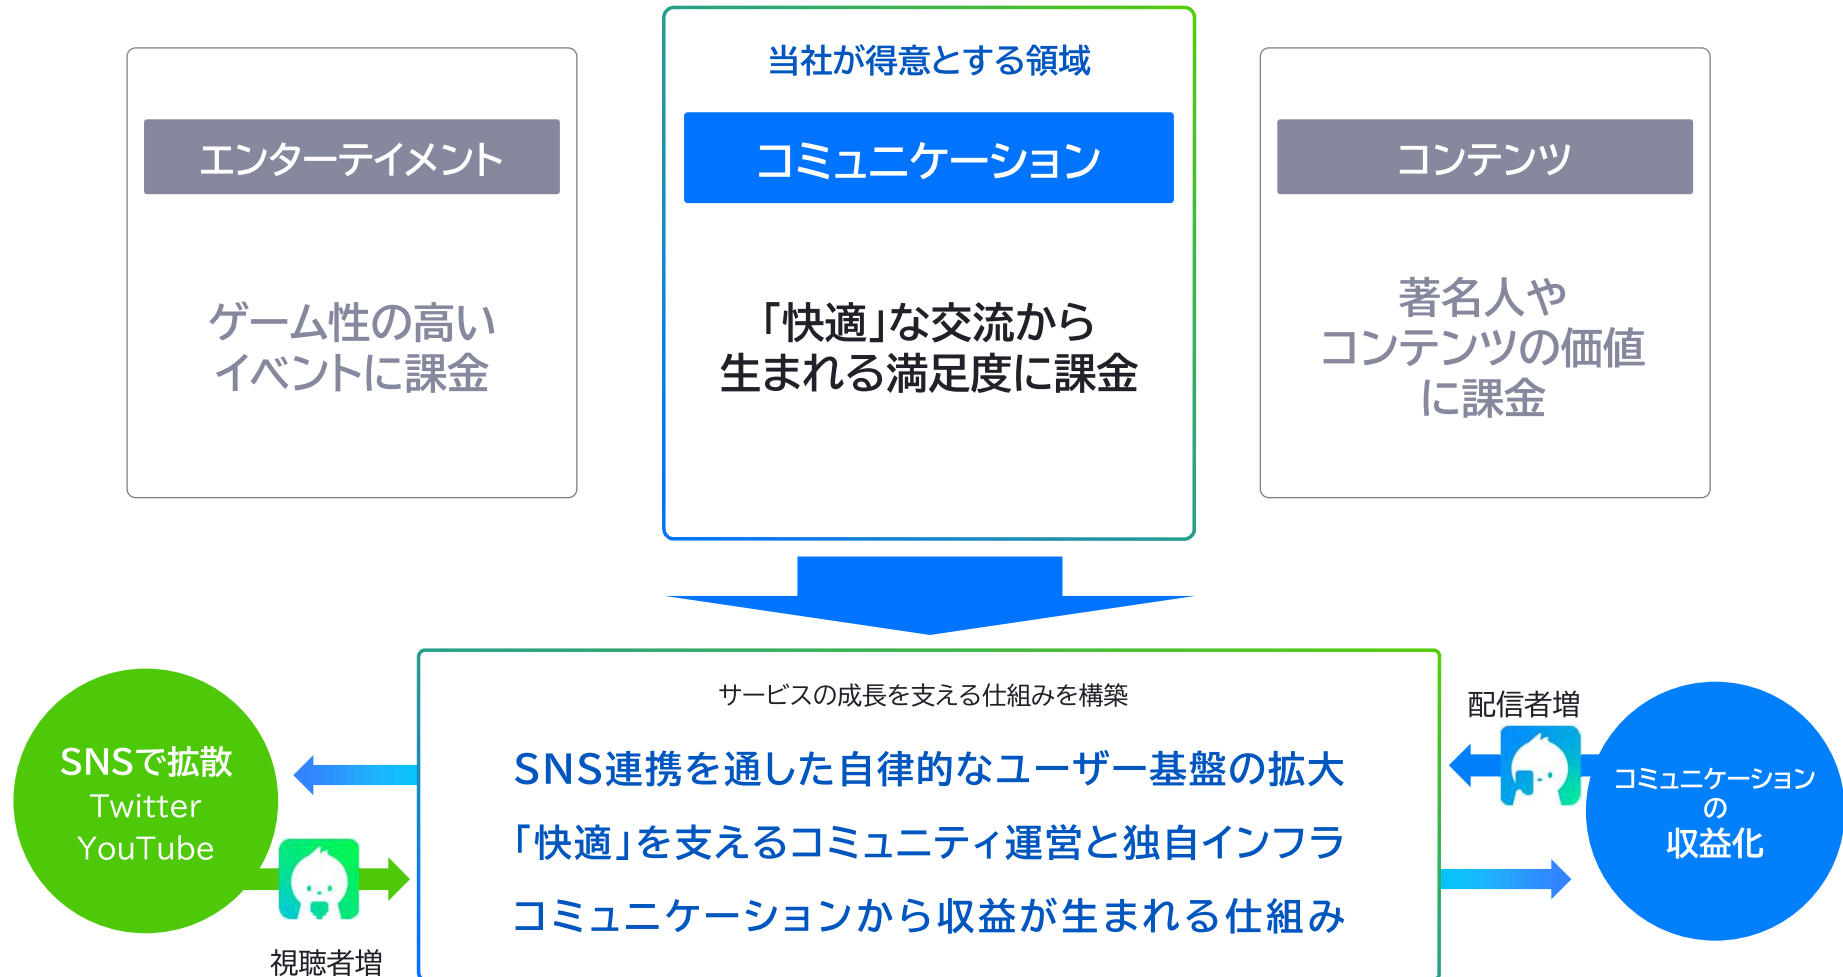 当社が得意とする領域
エンターテイメント
コミュニケーション
コンテンツ
ゲーム性の高い
イベントに課金
「快適」な交流から
生まれる満足度に課金
著名人や
コンテンツの価値
に課金
サービスの成長を支える仕組みを構築
SNS連携を通した自律的なユーザー基盤の拡大
「快適」を支えるコミュニティ運営と独自インフラ
コミュニケーションから収益が生まれる仕組み
SNSで拡散
Twitter
YouTube
視聴者増
配信者増
コミュニケーション
の
収益化